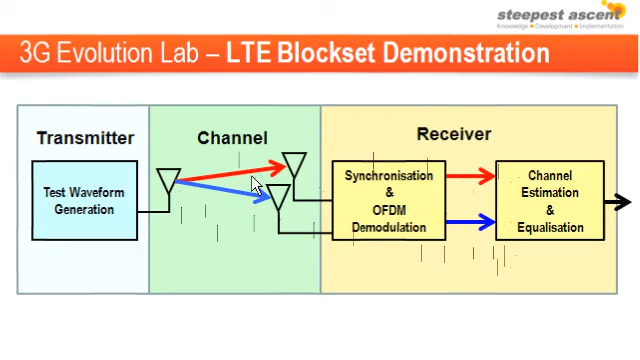 steepest ascent
Knowledge Development Implementation
3G Evolution Lab – LTE Blockset Demonstration
Transmitter
Channel
Receiver
Test Waveform
Generation
Synchronisation
&
OFDM
Demodulation
Channel
Estimation
&
Equalisation